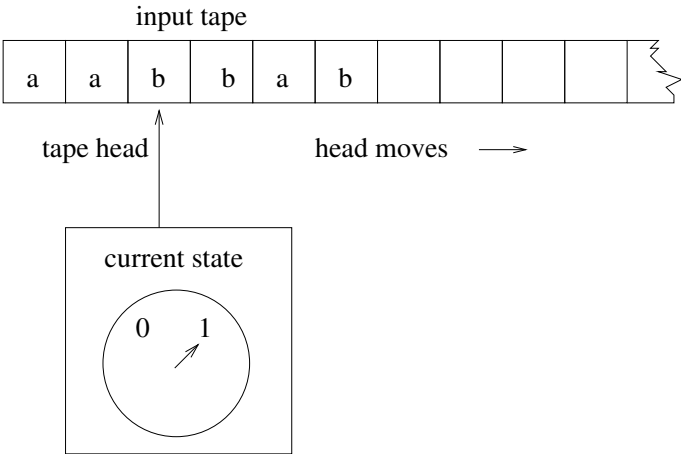 input tape
a a b b a b
tape head
head moves
current state
0 1